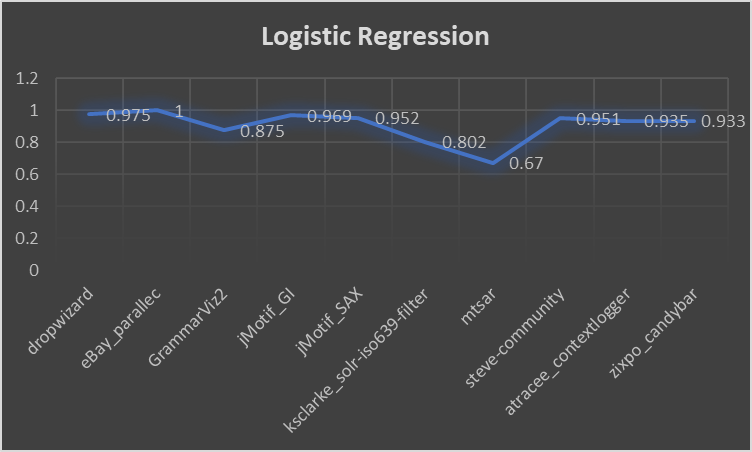 Logistic Regression
1.2
1
0.8
0.6
0.4
0.2
0
0.975
1
0.875
0.969
0.952
0.802
0.67
0.951
0.935
0.933
dropwizard
eBay_parallec
GrammarViz2
jMotif_GI
jMotif_SAX
ksclarke_solr-iso639-filter
mtsar
steve-community
atracee_contextlogger
zixpo_candybar